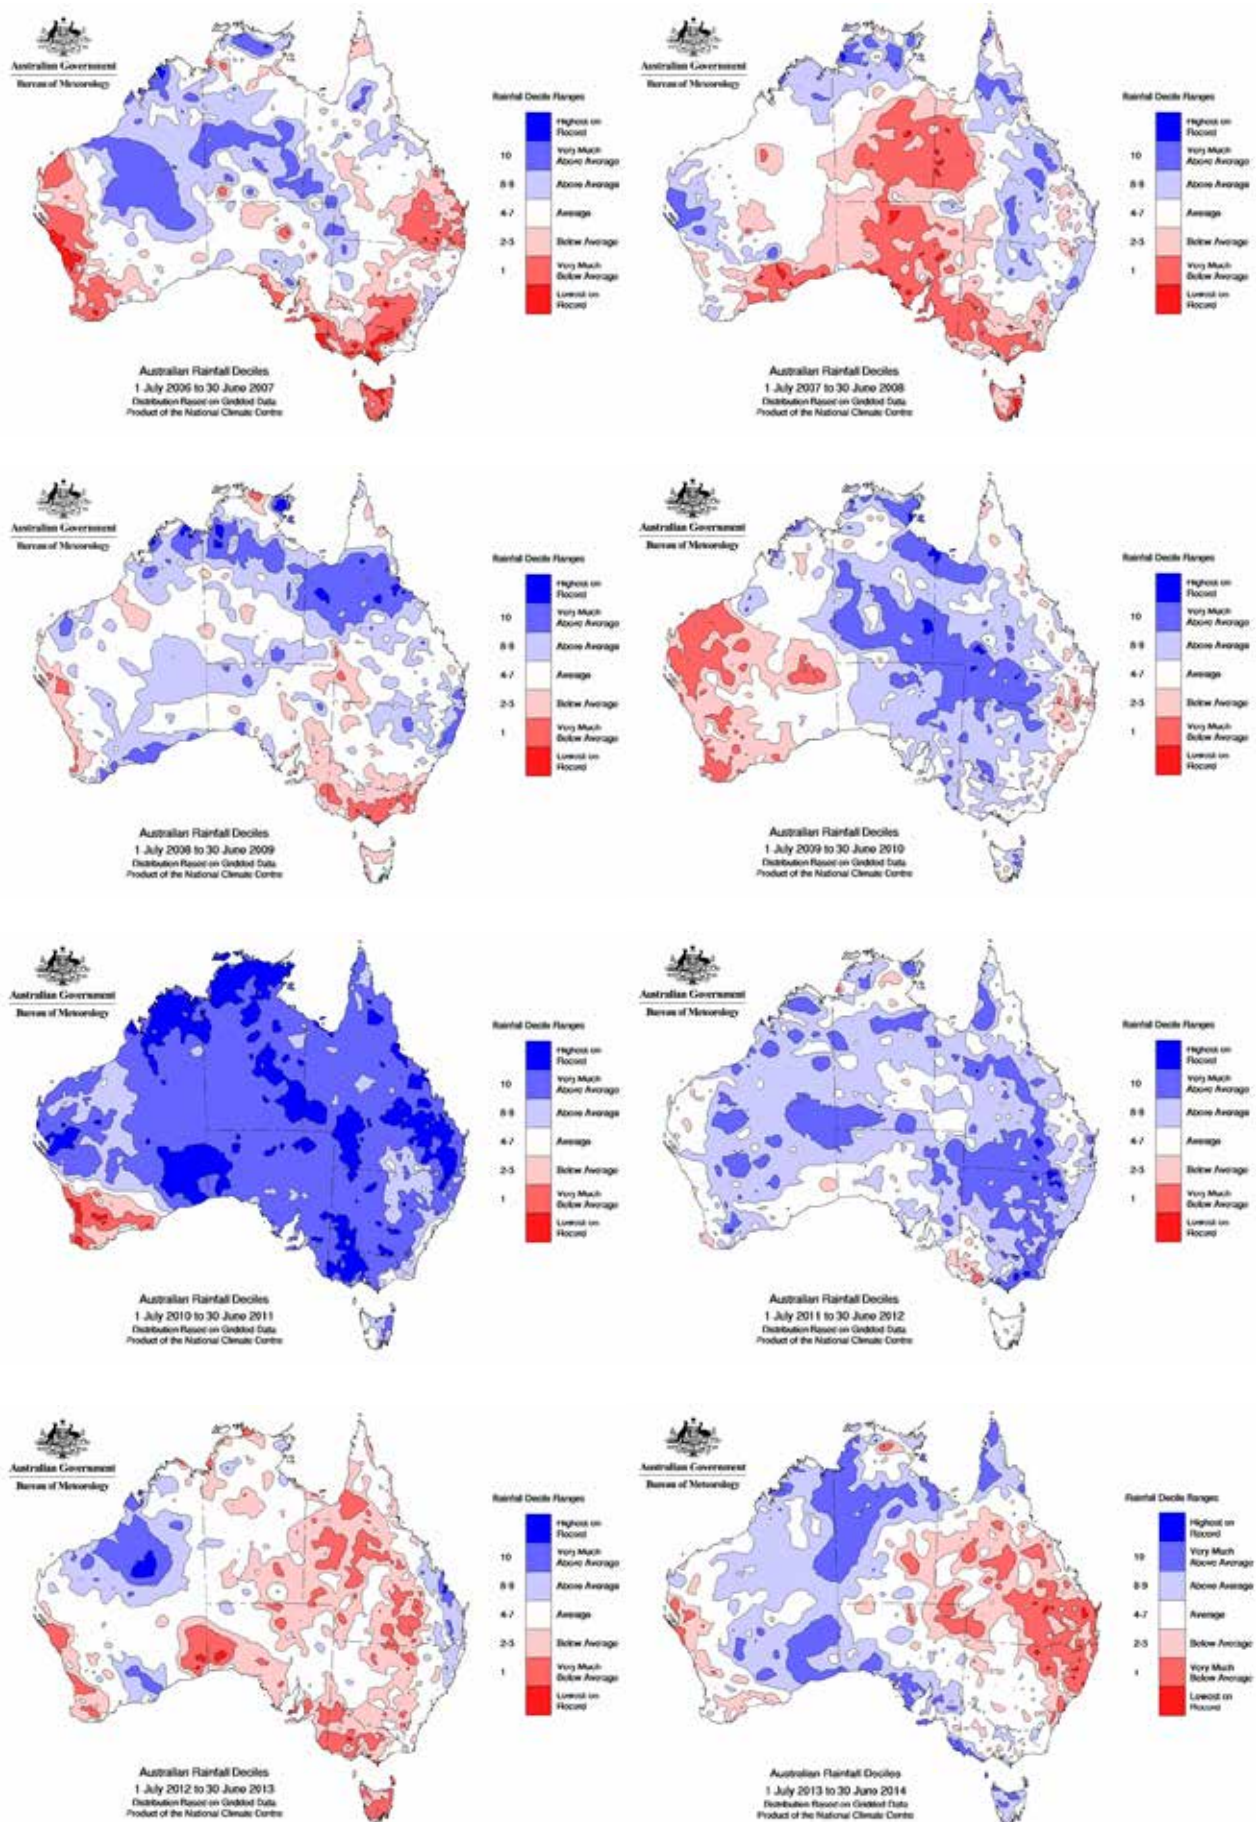 Australian Government
Bureau of Meteorology
Rainfall Decile Ranges
Highest on
Record
10
Very Much
Above Average
8-9
Above Average
4-7
Average
2-3
Below Average
1
Very Much
Below Average
Lowest on
Record
Australian Rainfall Deciles
1 July 2006 to 30 June 2007
Distribution Based on Gridded Data
Product of the National Climate Centre
Australian Government
Bureau of Meteorology
Rainfall Decile Ranges
Highest on
Record
10
Very Much
Above Average
8-9
Above Average
4-7
Average
2-3
Below Average
1
Very Much
Below Average
Lowest on
Record
Australian Rainfall Deciles
1 July 2007 to 30 June 2008
Distribution Based on Gridded Data
Product of the National Climate Centre
Australian Government
Bureau of Meteorology
Rainfall Decile Ranges
Highest on
Record
10
Very Much
Above Average
8-9
Above Average
4-7
Average
2-3
Below Average
1
Very Much
Below Average
Lowest on
Record
Australian Rainfall Deciles
1 July 2008 to 30 June 2009
Distribution Based on Gridded Data
Product of the National Climate Centre
Australian Government
Bureau of Meteorology
Rainfall Decile Ranges
Highest on
Record
10
Very Much
Above Average
8-9
Above Average
4-7
Average
2-3
Below Average
1
Very Much
Below Average
Lowest on
Record
Australian Rainfall Deciles
1 July 2009 to 30 June 2010
Distribution Based on Gridded Data
Product of the National Climate Centre
Australian Government
Bureau of Meteorology
Rainfall Decile Ranges
Highest on
Record
10
Very Much
Above Average
8-9
Above Average
4-7
Average
2-3
Below Average
1
Very Much
Below Average
Lowest on
Record
Australian Rainfall Deciles
1 July 2010 to 30 June 2011
Distribution Based on Gridded Data
Product of the National Climate Centre
Australian Government
Bureau of Meteorology
Rainfall Decile Ranges
Highest on
Record
10
Very Much
Above Average
8-9
Above Average
4-7
Average
2-3
Below Average
1
Very Much
Below Average
Lowest on
Record
Australian Rainfall Deciles
1 July 2011 to 30 June 2012
Distribution Based on Gridded Data
Product of the National Climate Centre
Australian Government
Bureau of Meteorology
Rainfall Decile Ranges
Highest on
Record
10
Very Much
Above Average
8-9
Above Average
4-7
Average
2-3
Below Average
1
Very Much
Below Average
Lowest on
Record
Australian Rainfall Deciles
1 July 2012 to 30 June 2013
Distribution Based on Gridded Data
Product of the National Climate Centre
Australian Government
Bureau of Meteorology
Rainfall Decile Ranges
Highest on
Record
10
Very Much
Above Average
8-9
Above Average
4-7
Average
2-3
Below Average
1
Very Much
Below Average
Lowest on
Record
Australian Rainfall Deciles
1 July 2013 to 30 June 2014
Distribution Based on Gridded Data
Product of the National Climate Centre